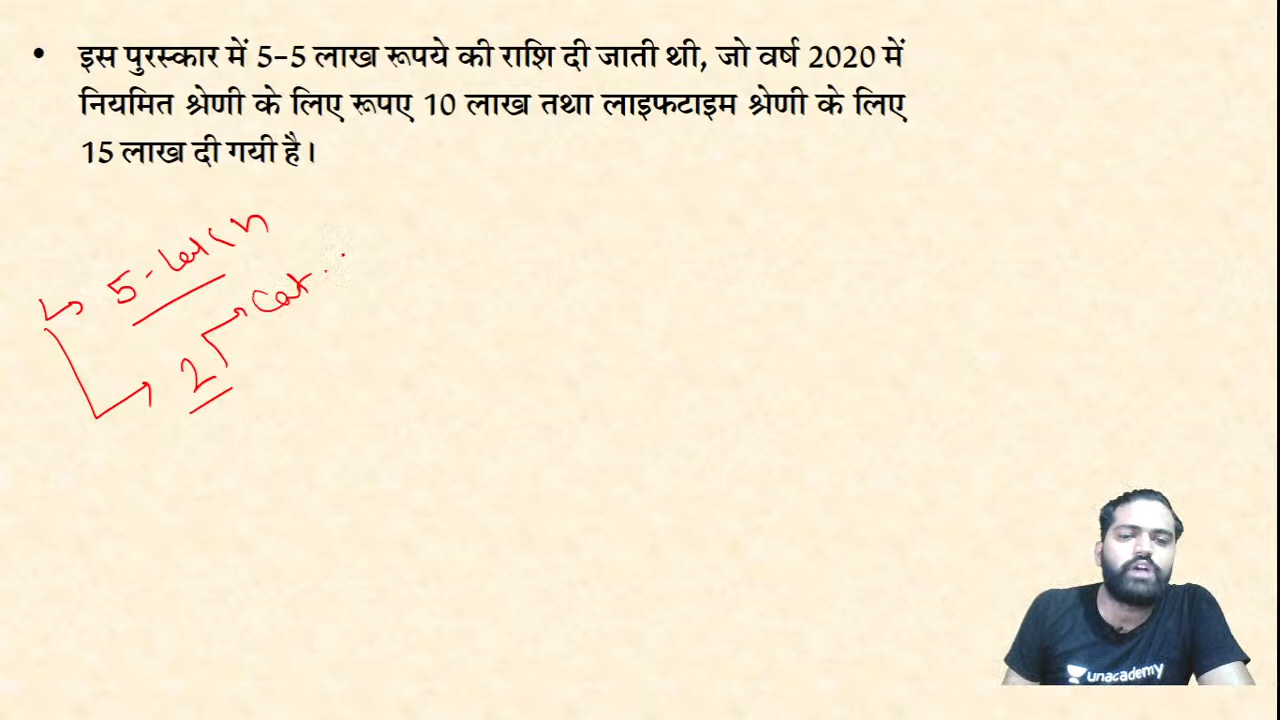 • इस पुरस्कार में 5-5 लाख रूपये की राशि दी जाती थी, जो वर्ष 2020 में
नियमित श्रेणी के लिए रूपए 10 लाख तथा लाइफटाइम श्रेणी के लिए
15 लाख दी गयी है।
5-
2
Cat..
unacademy